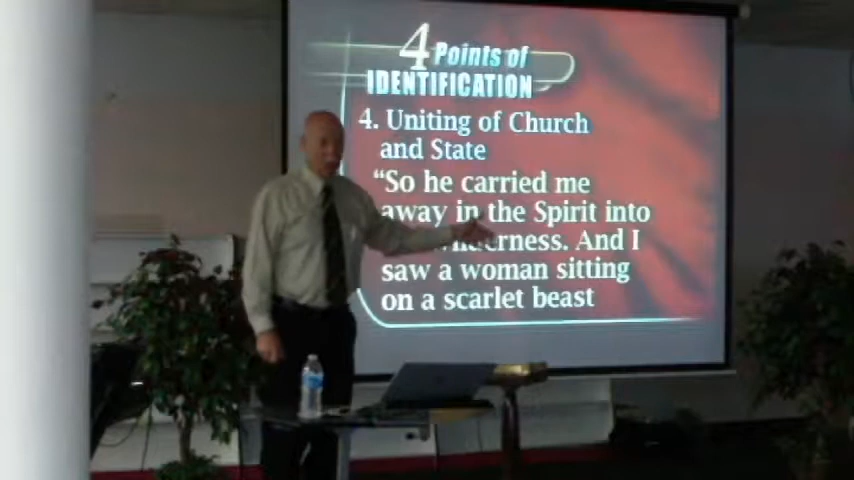 4 Points of
IDENTIFICATION
4. Uniting of Church
and State
“So he carried me
away in the Spirit into
wilderness. And I
saw a woman sitting
on a scarlet beast